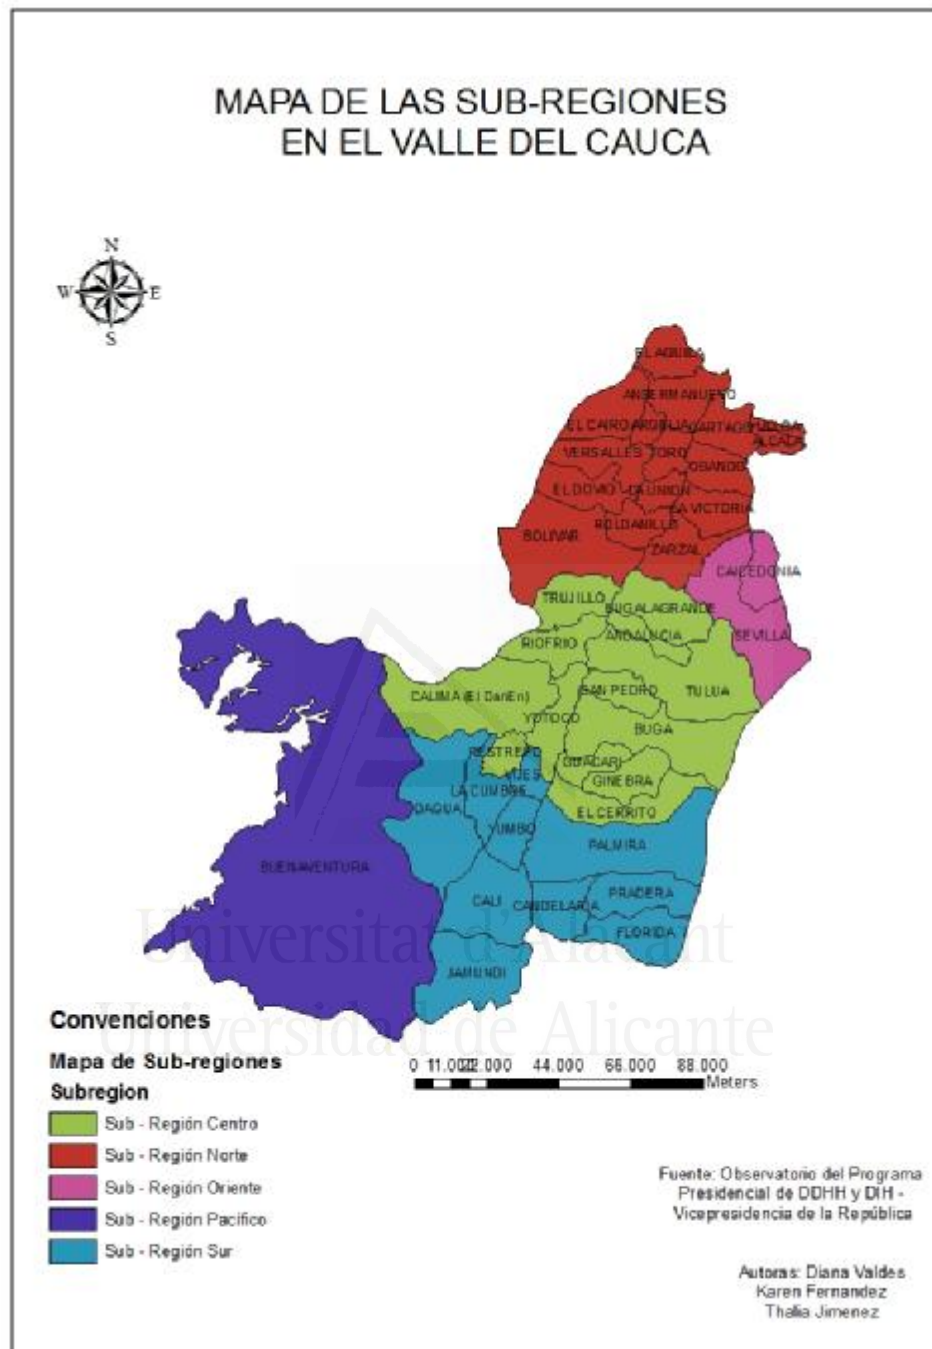 MAPA DE LAS SUB-REGIONES
EN EL VALLE DEL CAUCA
N
W E
S
EL AGUILA
ANSERMANUEVO
EL CAIRO ARGELIA CARTAGO
ALCALA
VERSALLES TORO
OBANDO
EL DOVIO LA UNION
LA VICTORIA
ROLDANILLO
BOLIVAR
ZARZAL
CAICEDONIA
TRUJILLO
BUGALAGRANDE
ANDALUCIA
SEVILLA
RIOFRIO
CALIMA (El DariEn)
SAN PEDRO TULUA
YOTOCO
BUGA
RESTREPO
GUACARI
VIJES
GINEBRA
LA CUMBRE
DAGUA
EL CERRITO
YUMBO
PALMIRA
BUENAVENTURA
PRADERA
CALI CANDELARIA
FLORIDA
JAMUNDI
Universitat d'Alacant
Universidad de Alicante
Convenciones
Mapa de Sub-regiones
Subregion
Sub - Región Centro
Sub - Región Norte
Sub - Región Oriente
Sub - Región Pacífico
Sub - Región Sur
0 22.000 44.000 66.000 88.000
Meters
Fuente: Observatorio del Programa
Presidencial de DDHH y DIH -
Vicepresidencia de la República
Autoras: Diana Valdes
Karen Fernandez
Thalia Jimenez